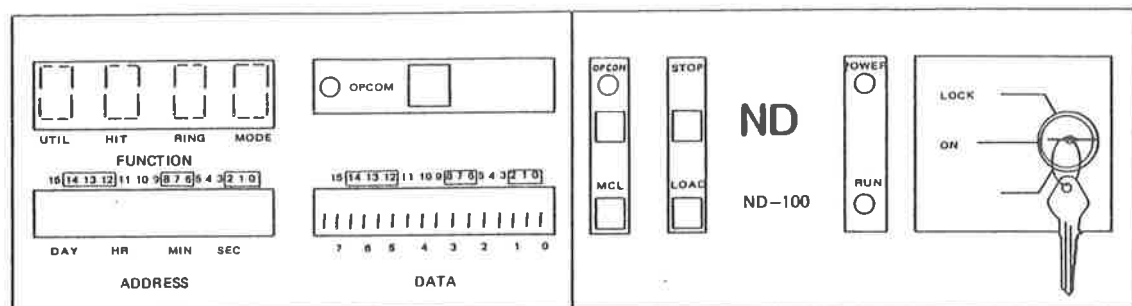 UTIL HIT RING MODE
FUNCTION
15 14 13 12 11 10 9 8 7 6 5 4 3 2 1 0
DAY HR MIN SEC
ADDRESS
OPCOM
15 14 13 12 11 10 9 8 7 6 5 4 3 2 1 0
7 6 5 4 3 2 1 0
DATA
OPCOM STOP
MCL LOAD
ND
ND-100
POWER
RUN
LOCK
ON